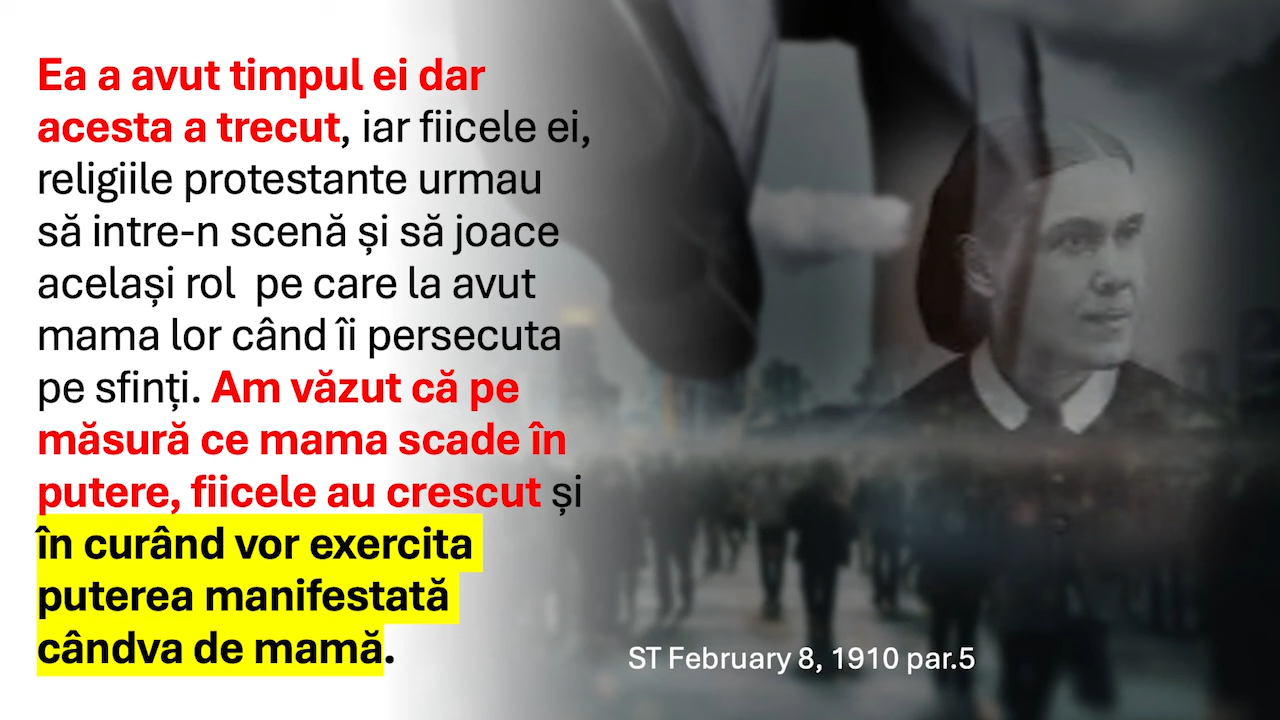 Ea a avut timpul ei dar
acesta a trecut, iar fiicele ei,
religiile protestante urmau
să intre-n scenă și să joace
același rol  pe care la avut
mama lor când îi persecuta
pe sfinți. Am văzut că pe
măsură ce mama scade în
putere, fiicele au crescut și
în curând vor exercita
puterea manifestată
cândva de mamă.
ST February 8, 1910 par.5